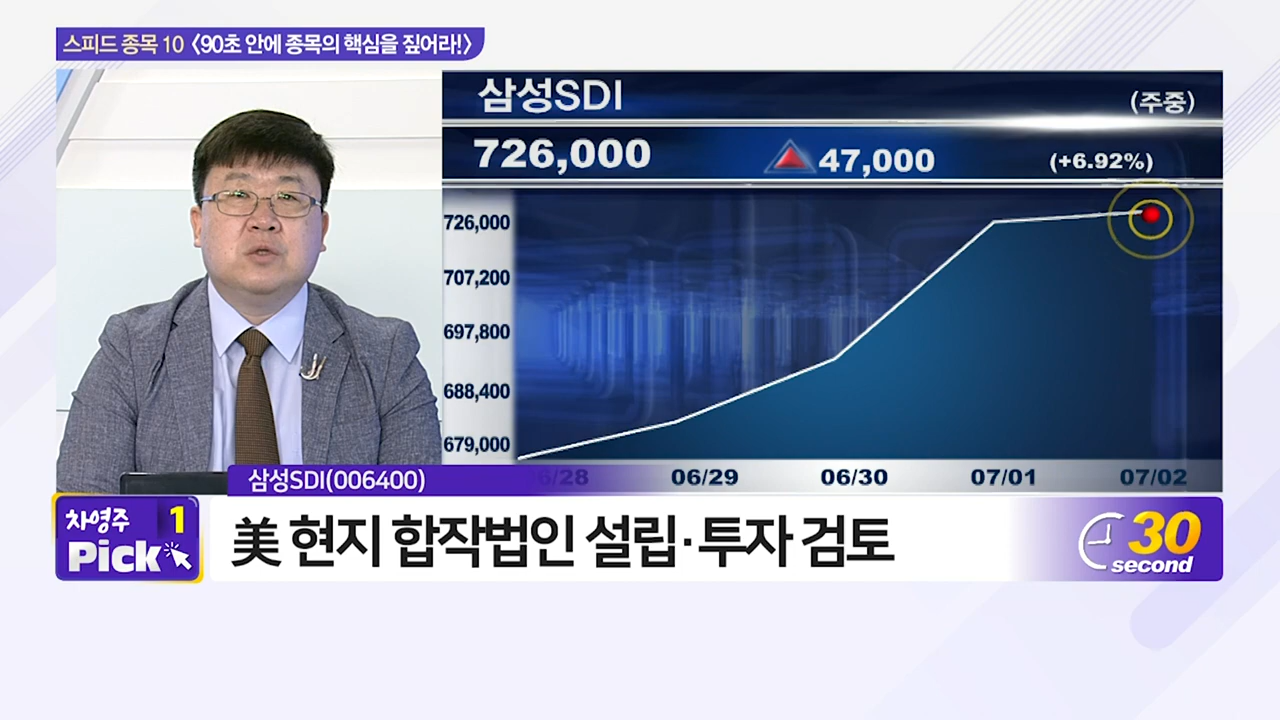 스피드 종목 10 〈90초 안에 종목의 핵심을 짚어라!〉
삼성SDI
(주중)
726,000 ▲ 47,000 (+6.92%)
726,000
707,200
697,800
688,400
679,000
06/28 06/29 06/30 07/01 07/02
삼성SDI(006400)
차영주 1
Pick
美 현지 합작법인 설립·투자 검토
30
second